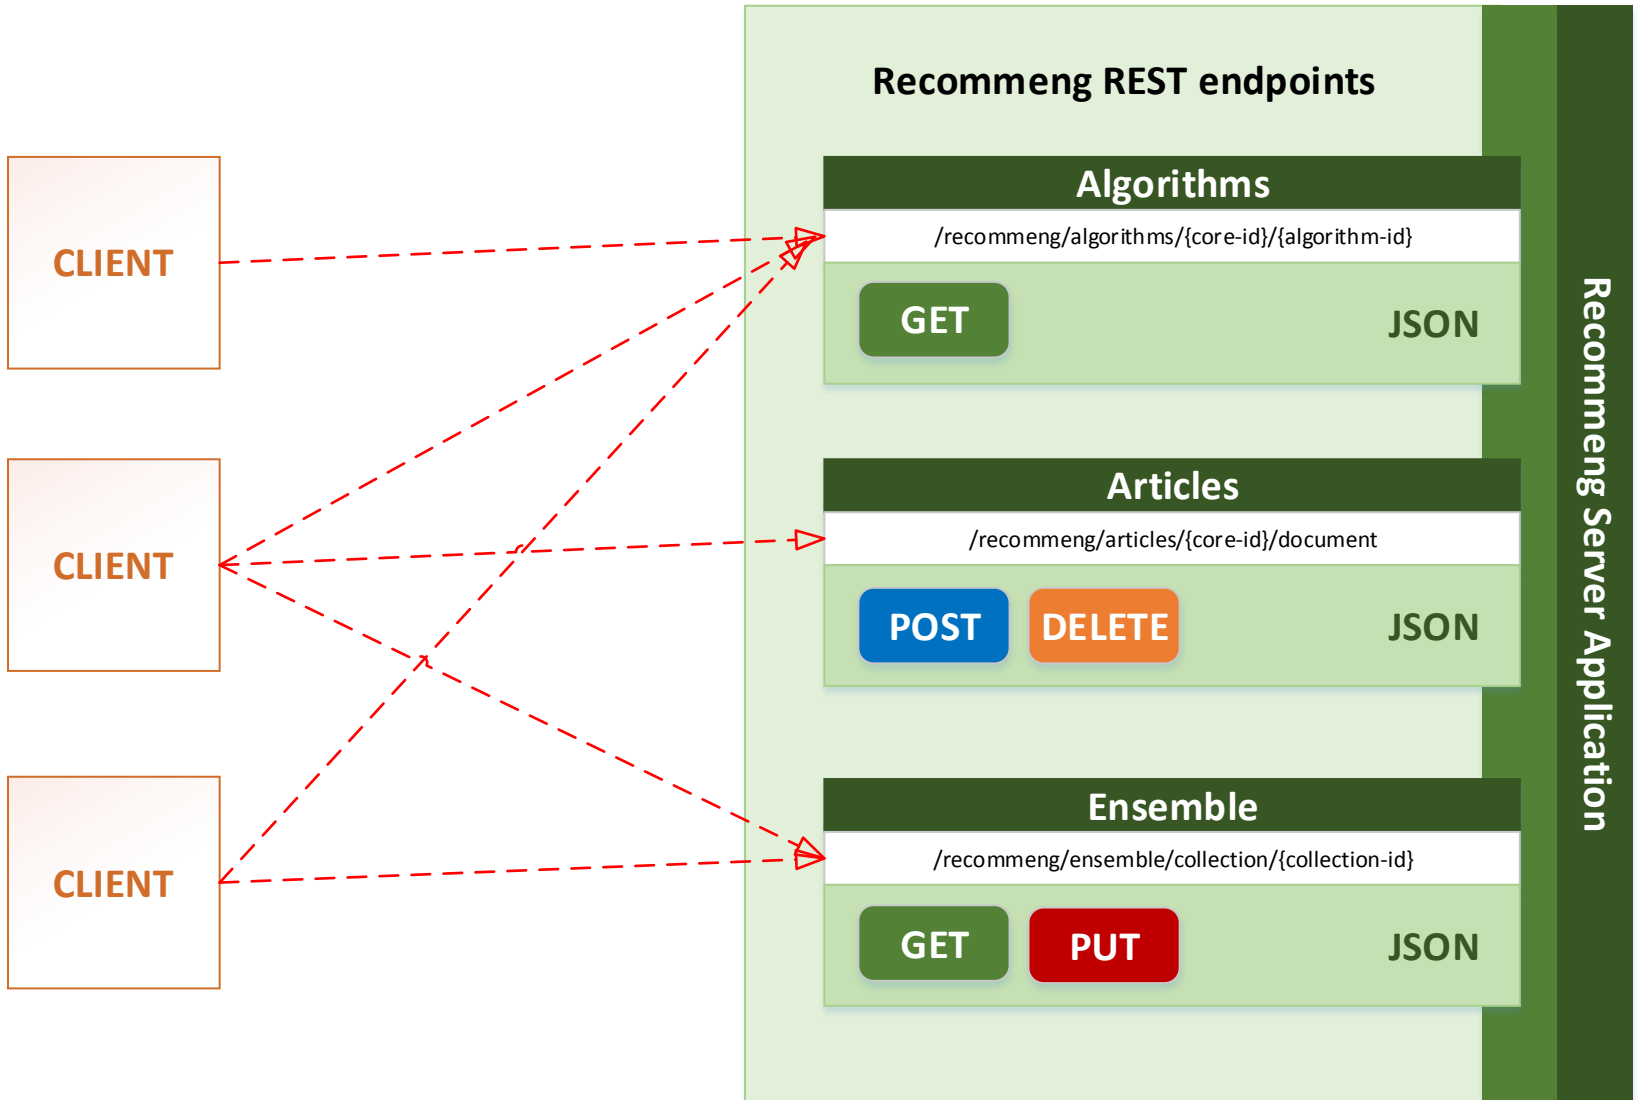 Recommeng REST endpoints
CLIENT
Algorithms
/recommeng/algorithms/{core-id}/{algorithm-id}
GET
JSON
CLIENT
Articles
/recommeng/articles/{core-id}/document
POST
DELETE
JSON
CLIENT
Ensemble
/recommeng/ensemble/collection/{collection-id}
GET
PUT
JSON
Recommeng Server Application